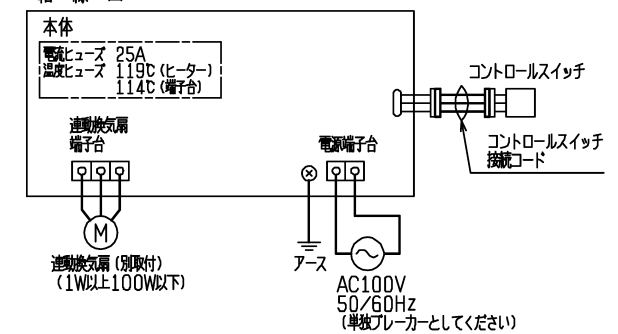 本体
電流ヒューズ 25A
温度ヒューズ 119℃(ヒーター)
114℃(端子台)
コントロールスイッチ
コントロールスイッチ
接続コード
連動換気扇
端子台
電源端子台
M
アース
連動換気扇(別取付)
(1W以上100W以下)
AC100V
50/60Hz
(単独ブレーカーとしてください)